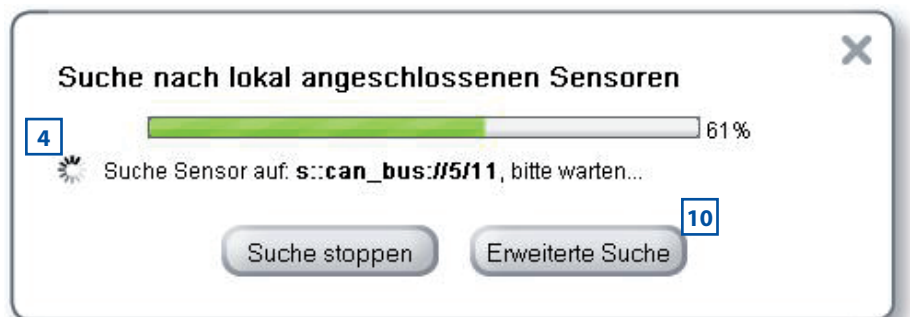 Suche nach lokal angeschlossenen Sensoren
61%
4
Suche Sensor auf: s::can_bus://5/11, bitte warten...
10
Suche stoppen
Erweiterte Suche